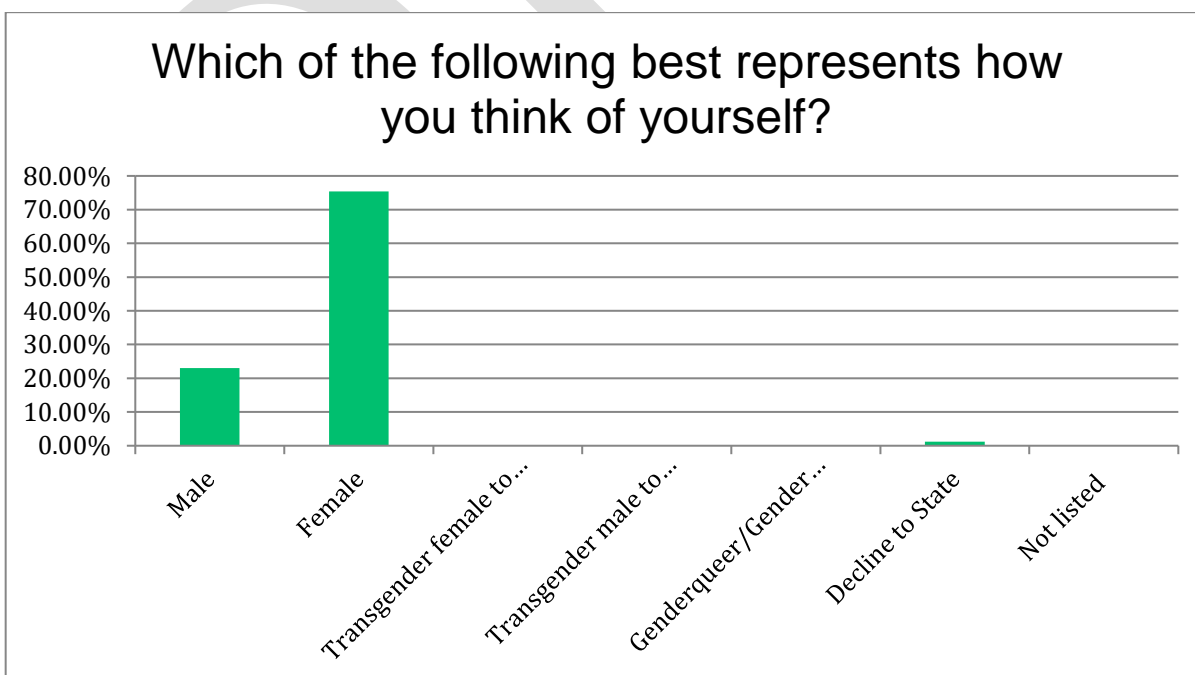 Which of the following best represents how
you think of yourself?
80.00%
70.00%
60.00%
50.00%
40.00%
30.00%
20.00%
10.00%
0.00%
Male
Female
Transgender female to...
Transgender male to...
Genderqueer/Gender...
Decline to State
Not listed